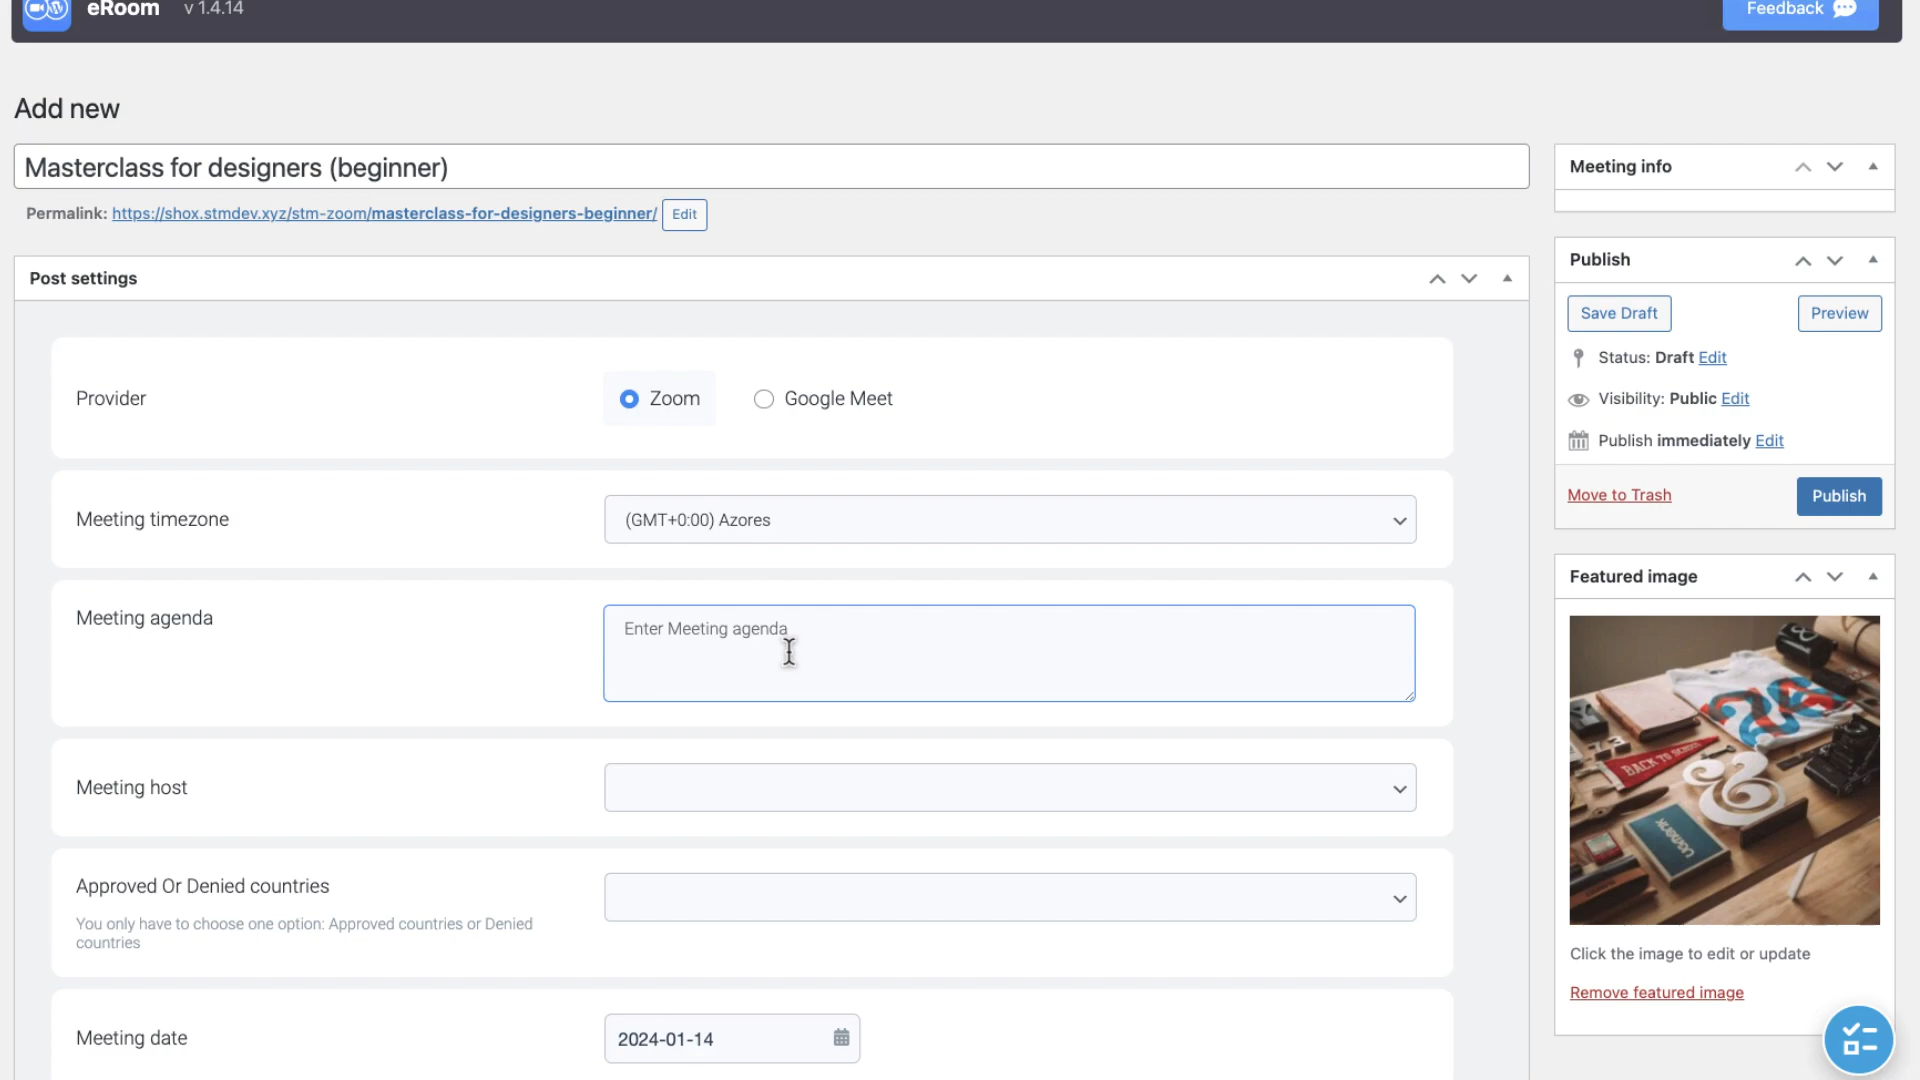 eRoom v 1.4.14
Feedback
Add new
Masterclass for designers (beginner)
Permalink: https://shox.stmdev.xyz/stm-zoom/masterclass-for-designers-beginner/ Edit
Post settings
Provider
Zoom
Google Meet
Meeting timezone
(GMT+0:00) Azores
Meeting agenda
Enter Meeting agenda
Meeting host
Approved Or Denied countries
You only have to choose one option: Approved countries or Denied
countries
Meeting date
2024-01-14
Meeting info
Publish
Save Draft
Preview
Status: Draft Edit
Visibility: Public Edit
Publish immediately Edit
Move to Trash
Publish
Featured image
BACK TO SCHOOL
&
Click the image to edit or update
Remove featured image